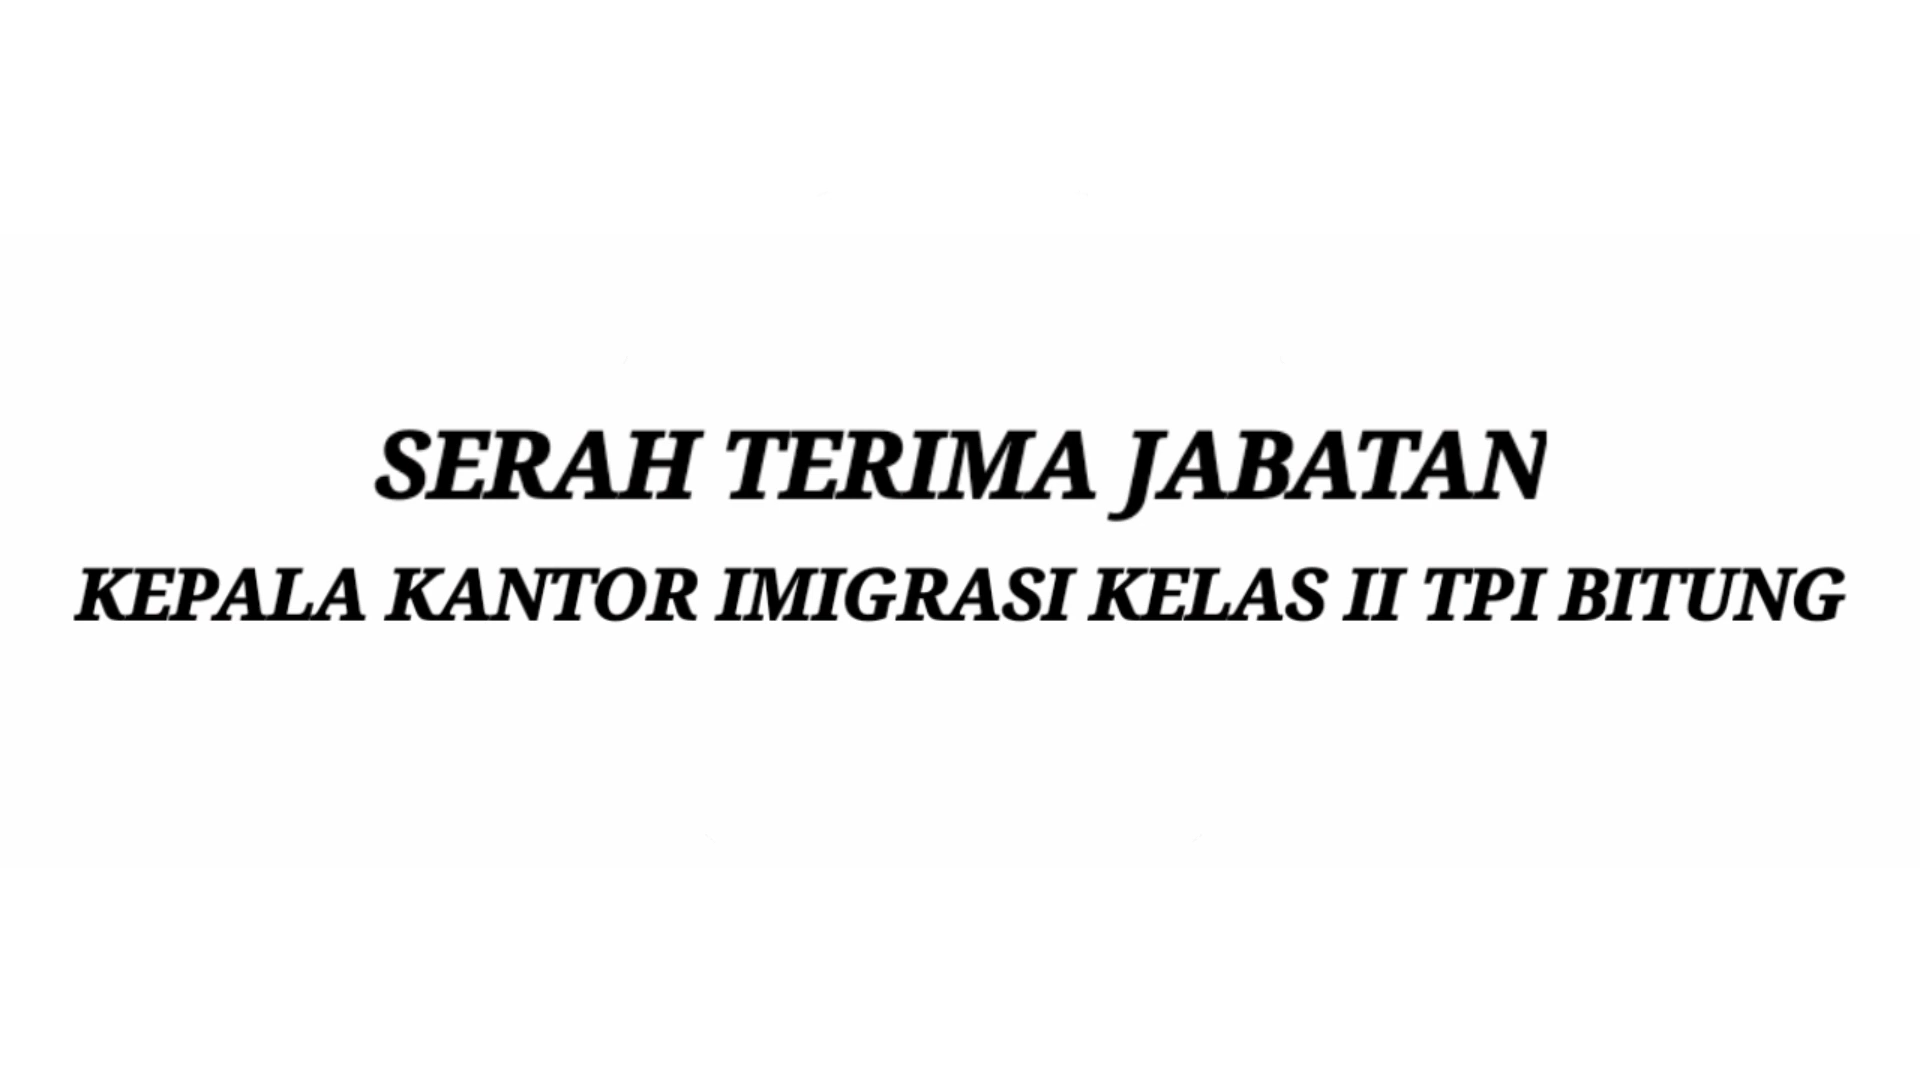 SERAH TERIMA JABATAN
KEPALA KANTOR IMIGRASI KELAS II TPI BITUNG